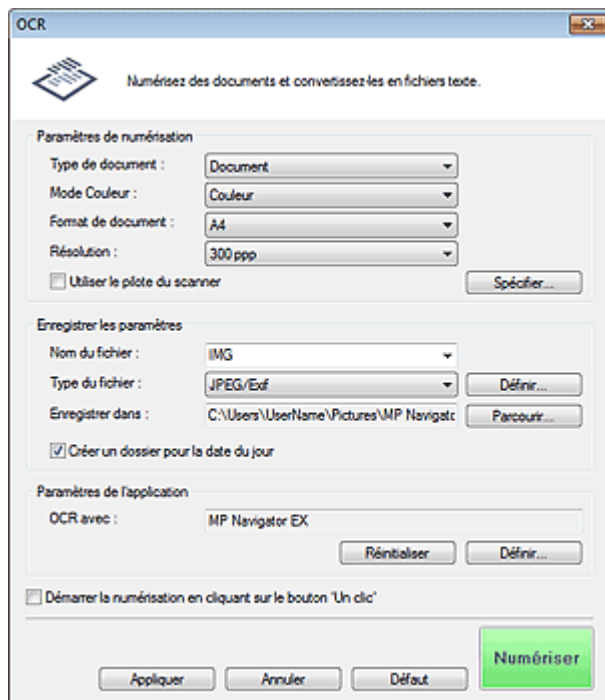 OCR
Numérisez des documents et convertissez-les en fichiers texte.
Paramètres de numérisation
Type de document : Document
Mode Couleur : Couleur
Format de document : A4
Résolution : 300 ppp
Utiliser le pilote du scanner Spécifier...
Enregistrer les paramètres
Nom du fichier : IMG
Type du fichier : JPEG/Exif Définir...
Enregistrer dans : C:\Users\UserName\Pictures\MP Navigato Parcourir...
Créer un dossier pour la date du jour
Paramètres de l'application
OCR avec : MP Navigator EX
Réinitialiser Définir...
Démarrer la numérisation en cliquant sur le bouton "Un clic"
Numériser
Appliquer Annuler Défaut